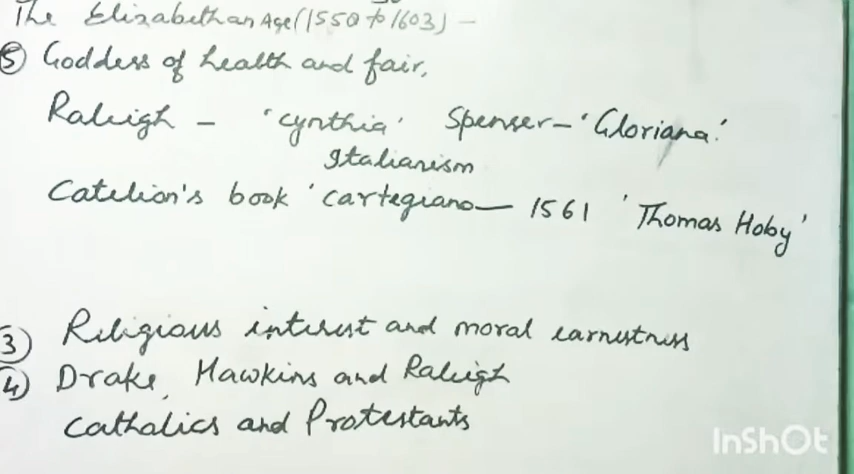 The Elizabethan Age (1550 to 1603) -
⑤ Goddess of health and fair,
Raleigh - 'cynthia' Spenser - 'Gloriana'.
Italianism
Catelion's book 'cartegiano — 1561 'Thomas Hoby'
③ Religious interest and moral earnestness
④ Drake, Hawkins and Raleigh
Catholics and Protestants
InShOt